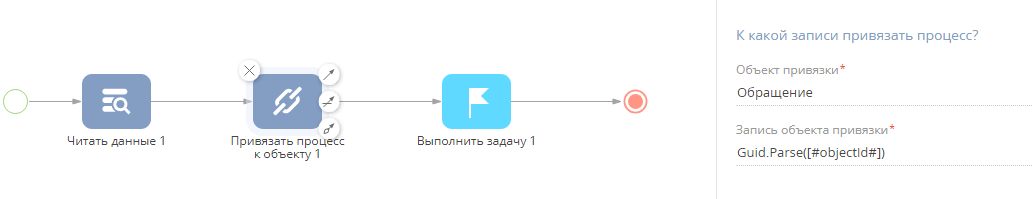 К какой записи привязать процесс?
Объект привязки*
Обращение
Запись объекта привязки*
Guid.Parse([#objectId#])
Читать данные 1
Привязать процесс
к объекту 1
Выполнить задачу 1